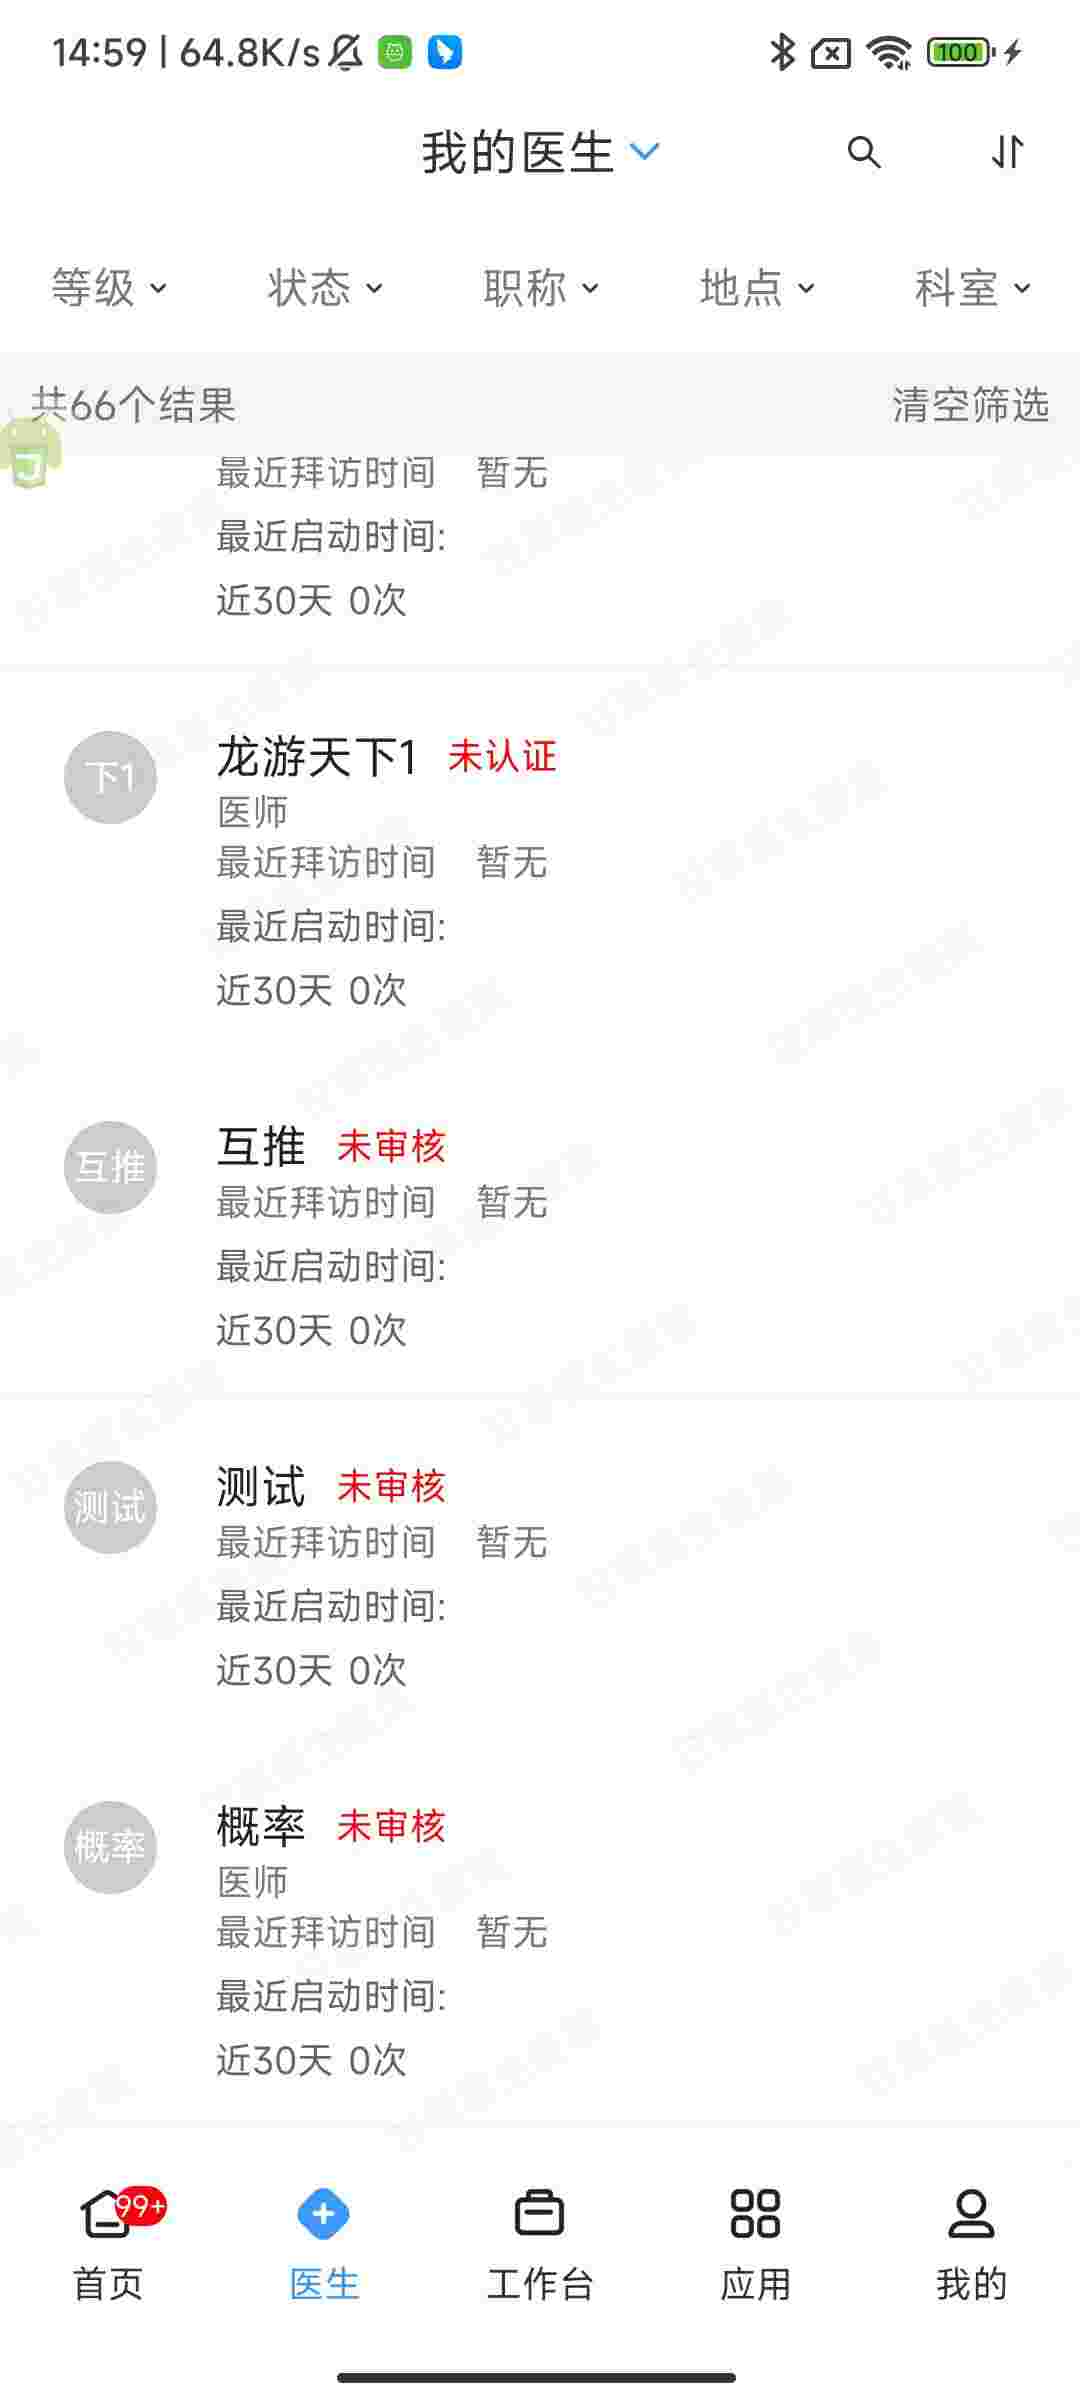 14:59 | 64.8K/s 100
我的医生
等级 状态 职称 地点 科室
共66个结果 清空筛选
最近拜访时间 暂无
最近启动时间:
近30天 0次
下1 龙游天下1 未认证
医师
最近拜访时间 暂无
最近启动时间:
近30天 0次
互推 互推 未审核
最近拜访时间 暂无
最近启动时间:
近30天 0次
测试 测试 未审核
最近拜访时间 暂无
最近启动时间:
近30天 0次
概率 概率 未审核
医师
最近拜访时间 暂无
最近启动时间:
近30天 0次
99+
首页 医生 工作台 应用 我的